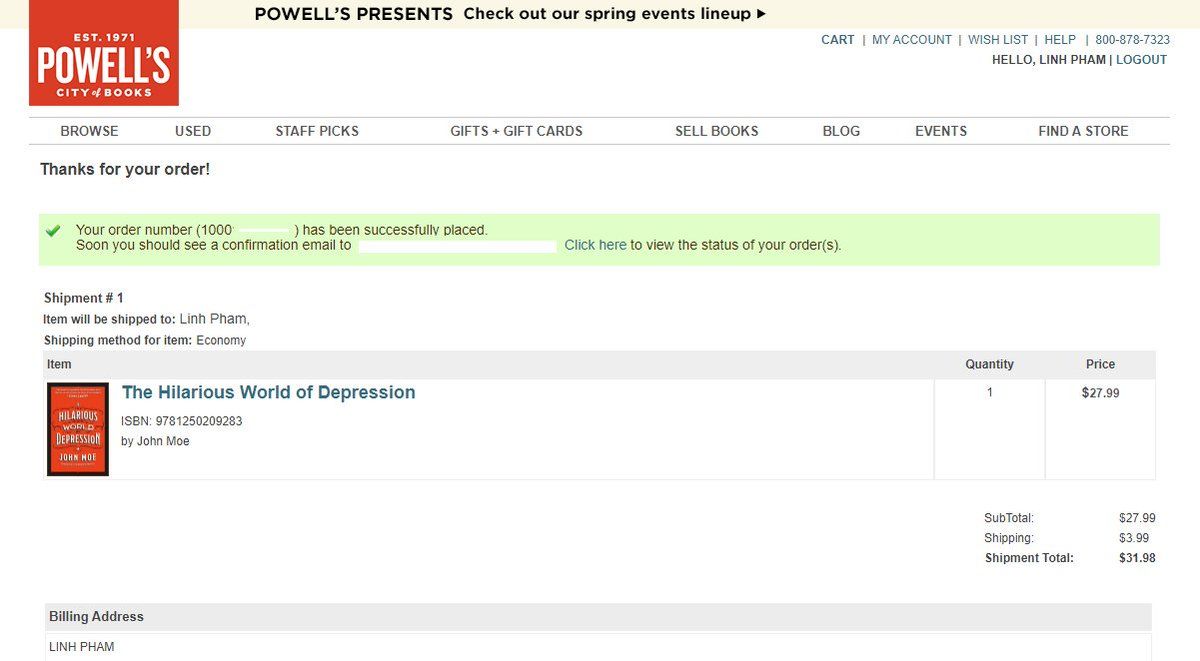 POWELL'S PRESENTS Check out our spring events lineup ▶
EST. 1971
POWELL'S
CITY of BOOKS
CART | MY ACCOUNT | WISH LIST | HELP | 800-878-7323
HELLO, LINH PHAM | LOGOUT
BROWSE USED STAFF PICKS GIFTS + GIFT CARDS SELL BOOKS BLOG EVENTS FIND A STORE
Thanks for your order!
Your order number (1000 ) has been successfully placed.
Soon you should see a confirmation email to Click here to view the status of your order(s).
Shipment # 1
Item will be shipped to: Linh Pham,
Shipping method for item: Economy
Item Quantity Price
The Hilarious World of Depression 1 $27.99
ISBN: 9781250209283
by John Moe
HILARIOUS
WORLD of
DEPRESSION
JOHN MOE
SubTotal: $27.99
Shipping: $3.99
Shipment Total: $31.98
Billing Address
LINH PHAM